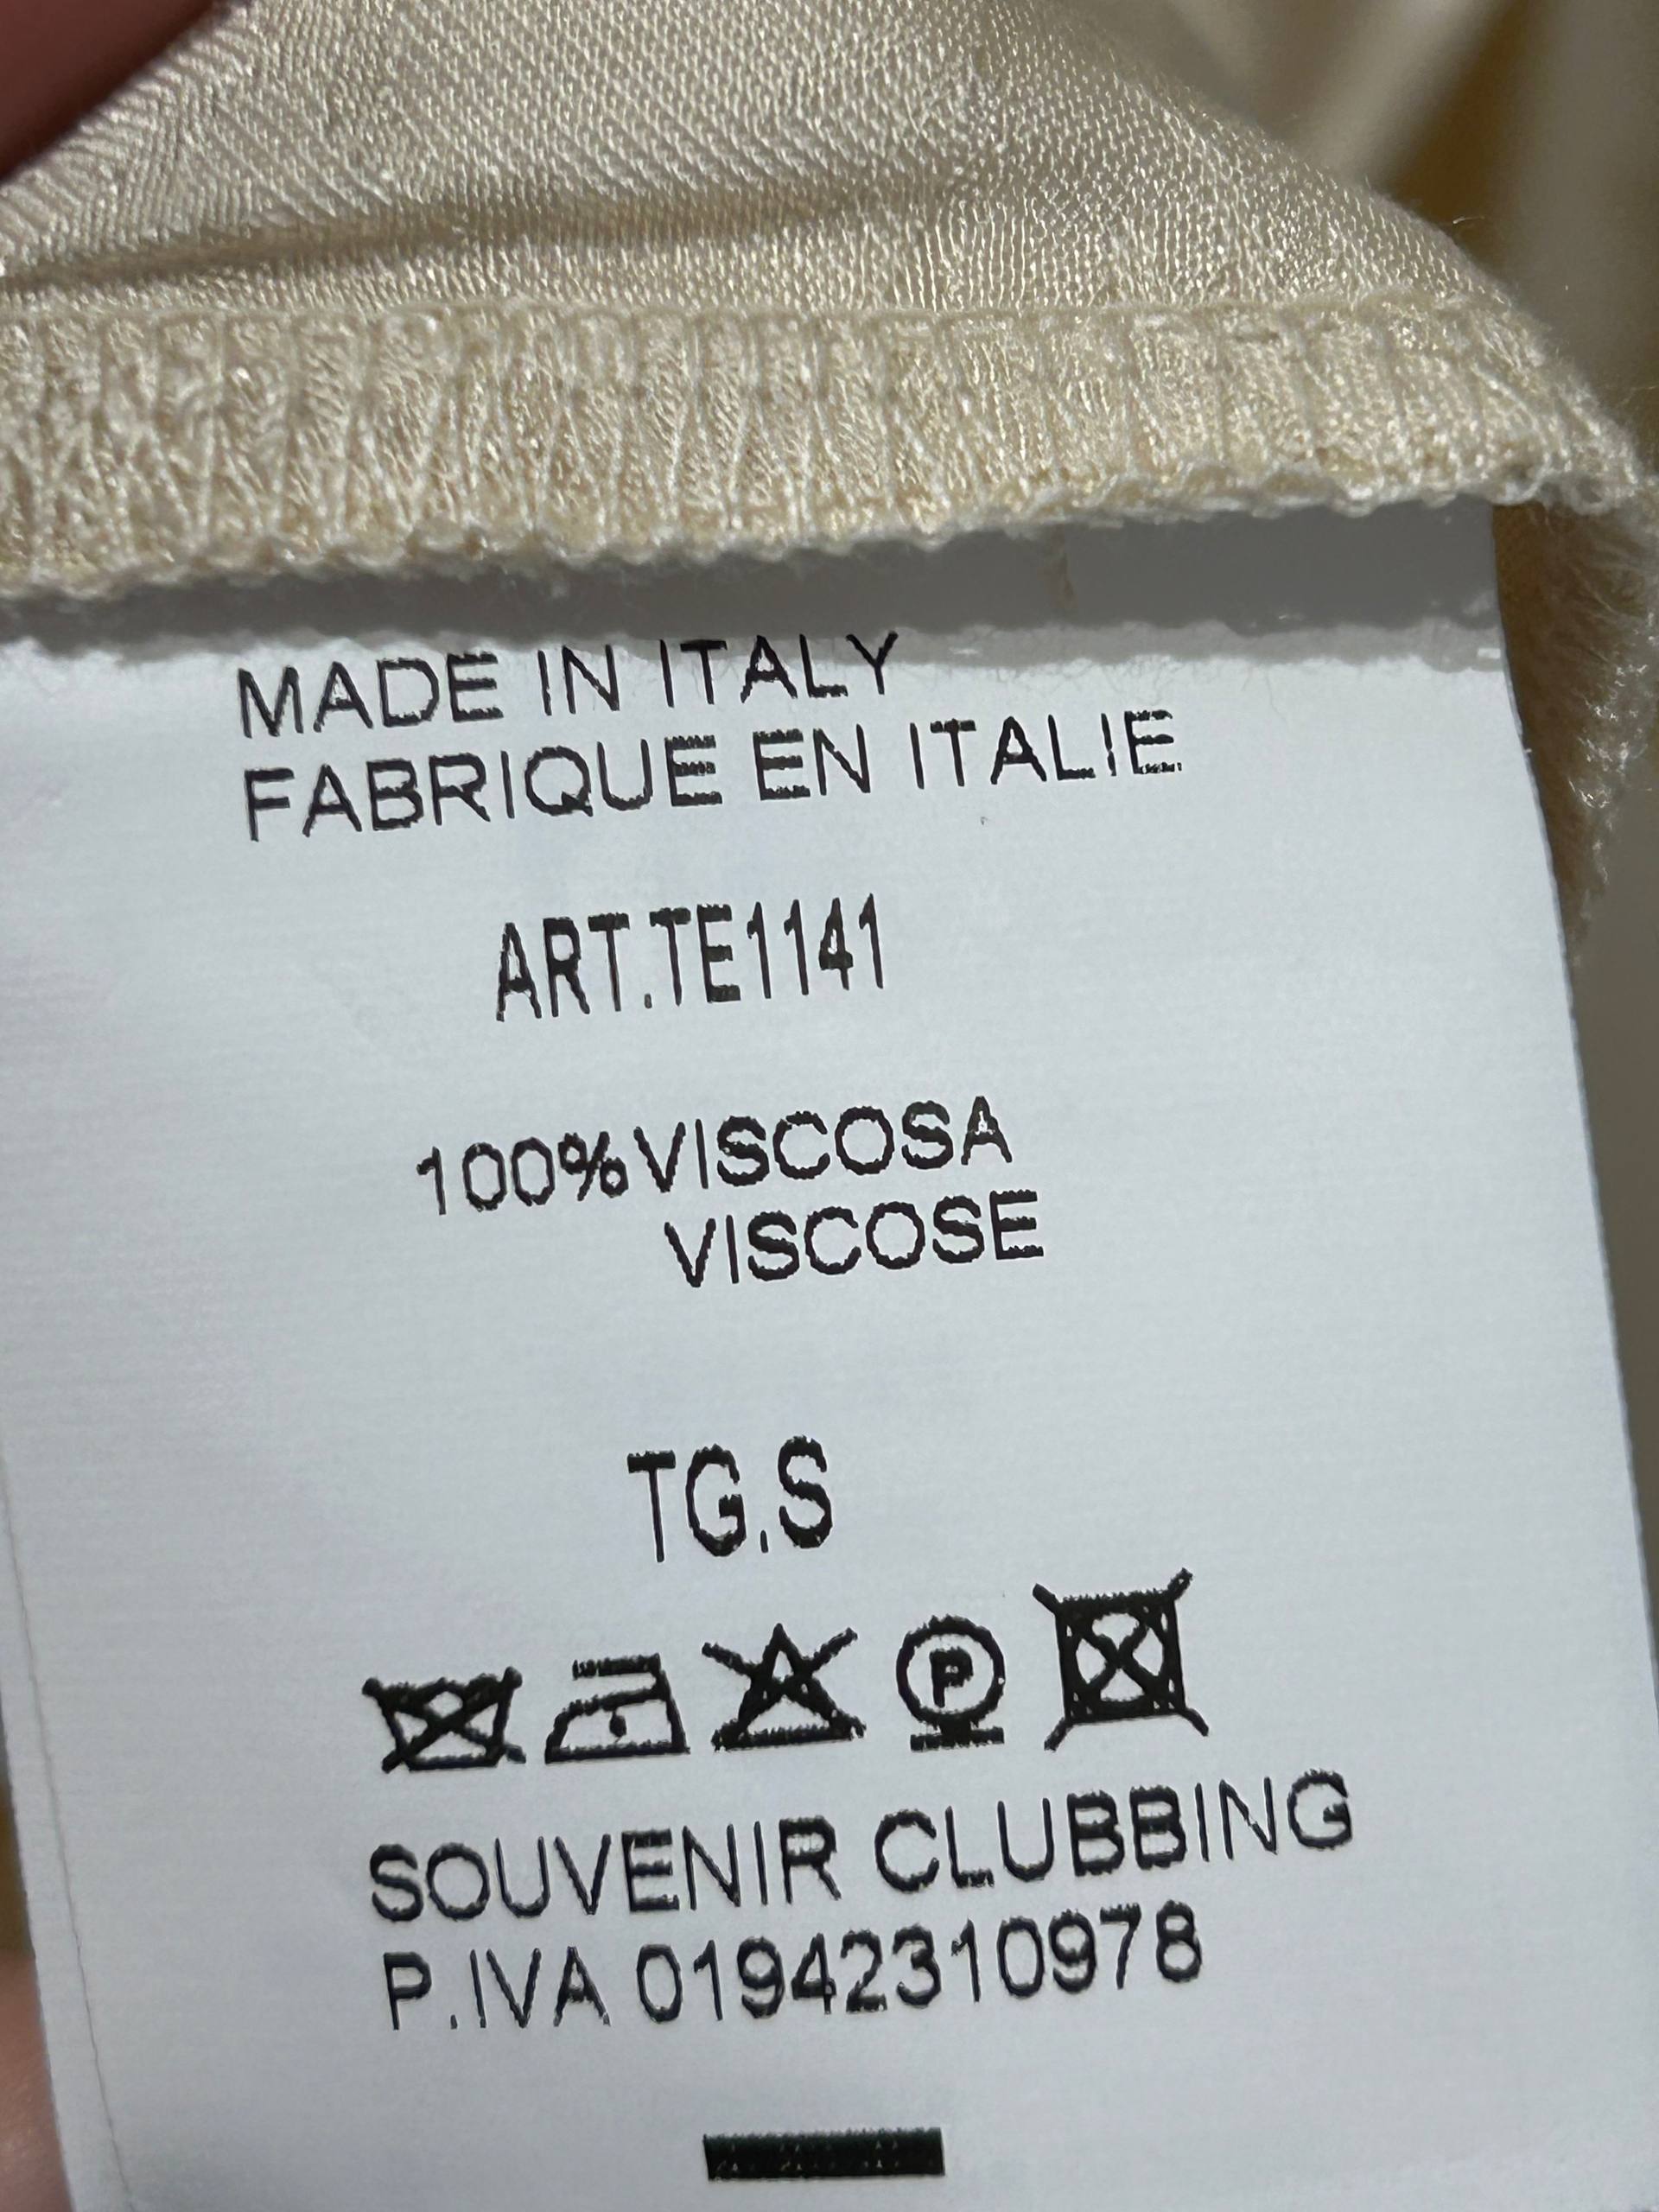 MADE IN ITALY
FABRIQUE EN ITALIE
ART.TE1141
100%VISCOSA
VISCOSE
TG.S
P
SOUVENIR CLUBBING
P.IVA 01942310978